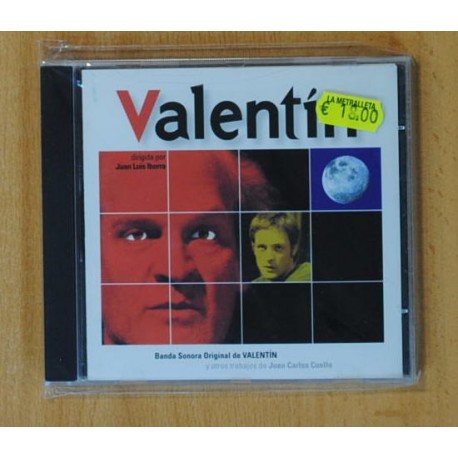 Valentín
LA METRALLETA
€ 18.00
dirigida por
Juan Luis Iborra
Banda Sonora Original de VALENTÍN
y otros trabajos de Juan Carlos Cuello